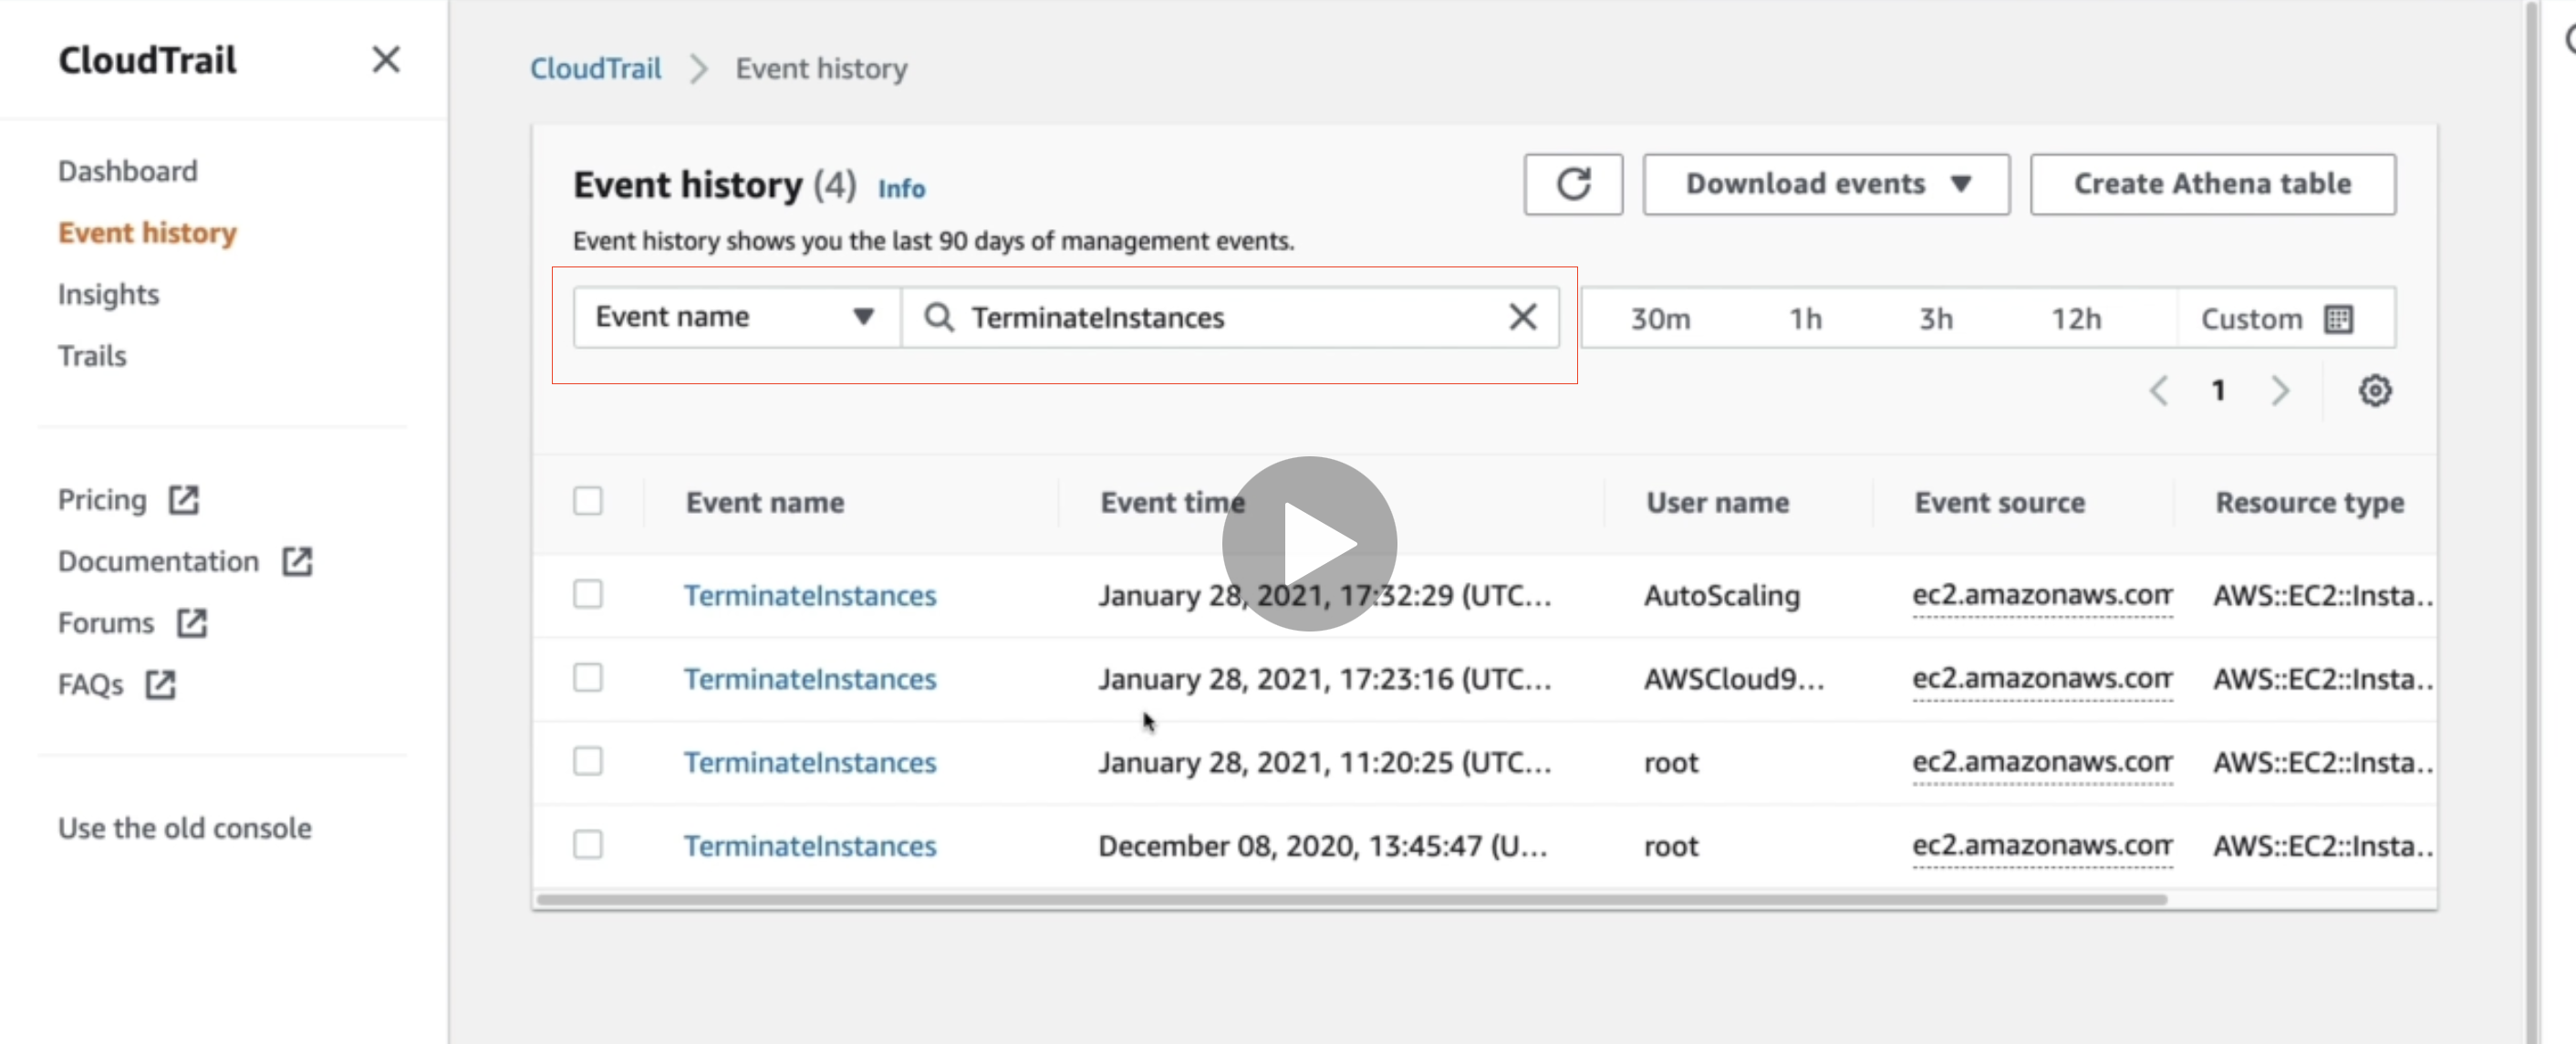 CloudTrail
Dashboard
Event history
Insights
Trails
Pricing
Documentation
Forums
FAQs
Use the old console
CloudTrail > Event history
Event history (4) Info
Download events
Create Athena table
Event history shows you the last 90 days of management events.
Event name TerminateInstances 30m 1h 3h 12h Custom
1
Event name Event time User name Event source Resource type
TerminateInstances January 28, 2021, 17:32:29 (UTC... AutoScaling ec2.amazonaws.com AWS::EC2::Insta...
TerminateInstances January 28, 2021, 17:23:16 (UTC... AWSCloud9... ec2.amazonaws.com AWS::EC2::Insta...
TerminateInstances January 28, 2021, 11:20:25 (UTC... root ec2.amazonaws.com AWS::EC2::Insta...
TerminateInstances December 08, 2020, 13:45:47 (U... root ec2.amazonaws.com AWS::EC2::Insta...